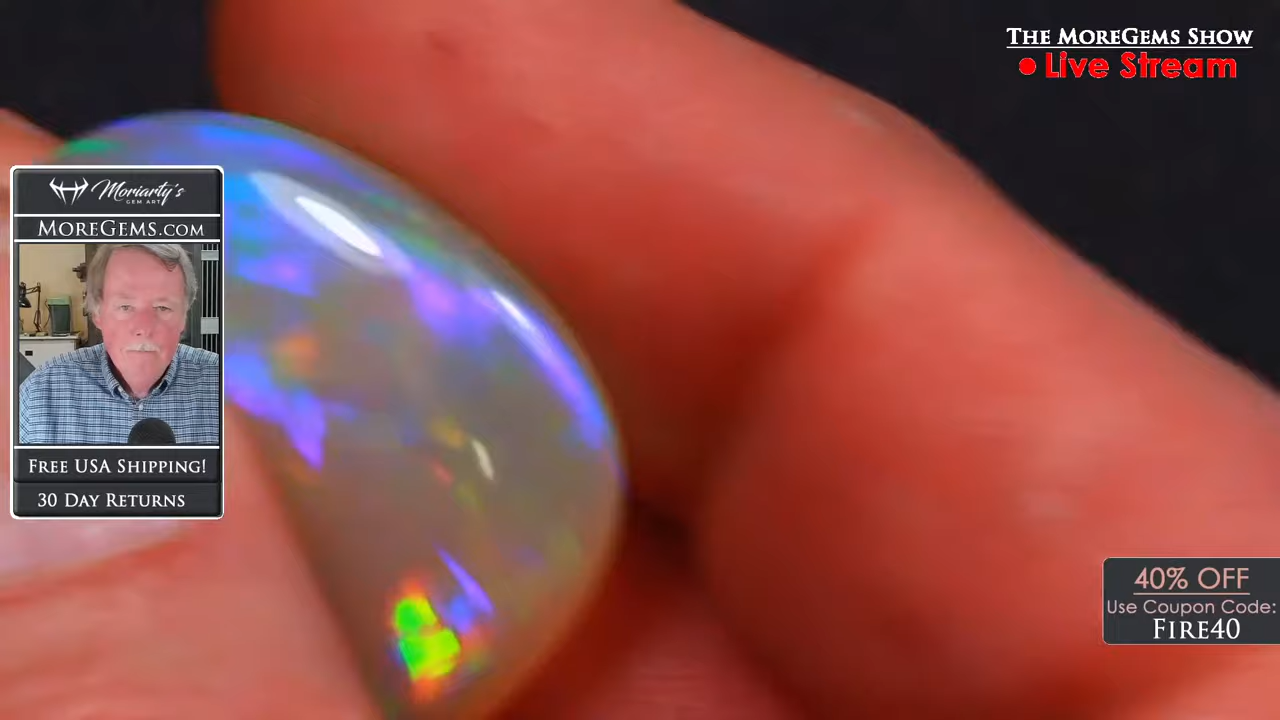 The MoreGems Show
Live Stream
Moriarty's
GEM ART
MoreGems.com
Free USA Shipping!
30 Day Returns
40% OFF
Use Coupon Code:
Fire40